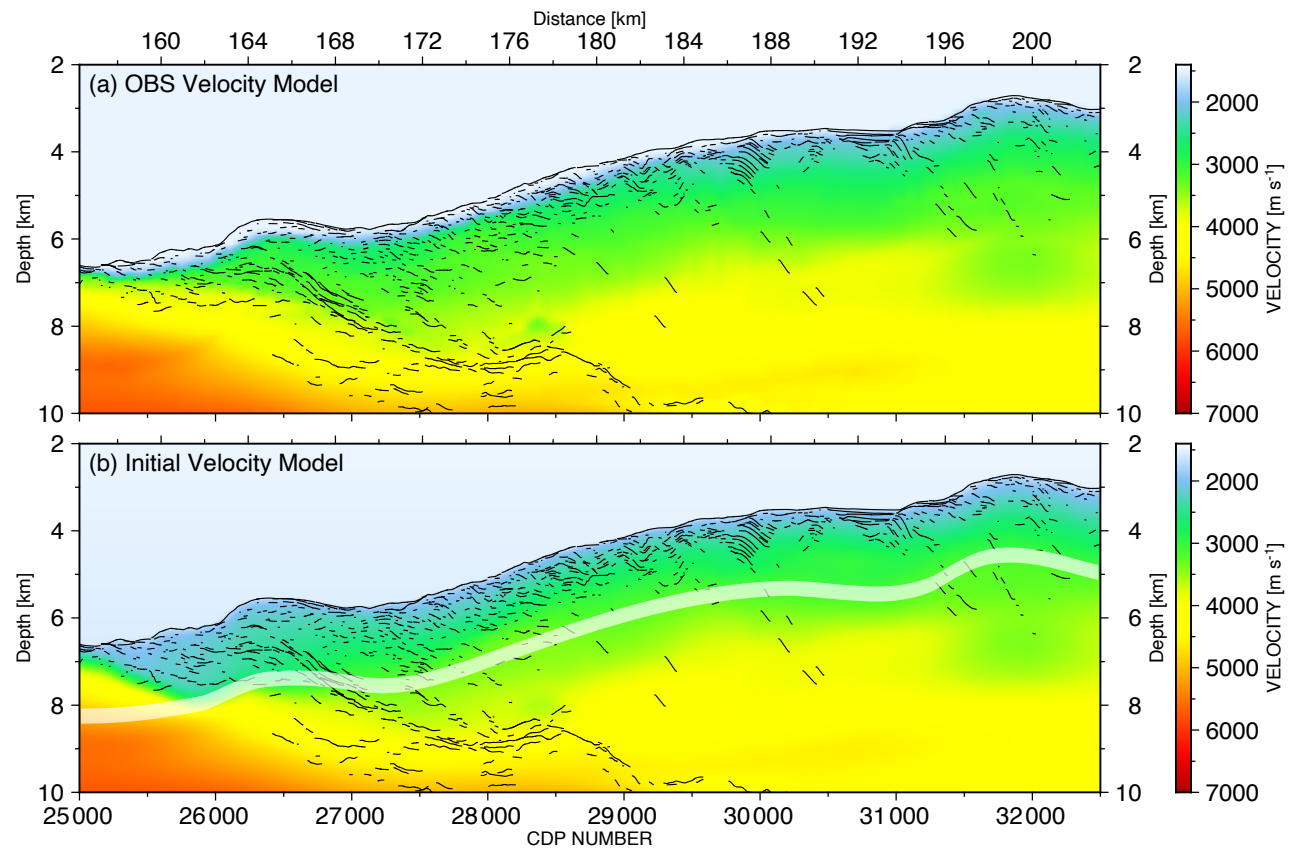 Distance [km]
160 164 168 172 176 180 184 188 192 196 200
(a) OBS Velocity Model
Depth [km]
2
4
6
8
10
Depth [km]
2
4
6
8
10
VELOCITY [m s⁻¹]
2000
3000
4000
5000
6000
7000
(b) Initial Velocity Model
Depth [km]
2
4
6
8
10
Depth [km]
2
4
6
8
10
VELOCITY [m s⁻¹]
2000
3000
4000
5000
6000
7000
25000 26000 27000 28000 29000 30000 31000 32000
CDP NUMBER